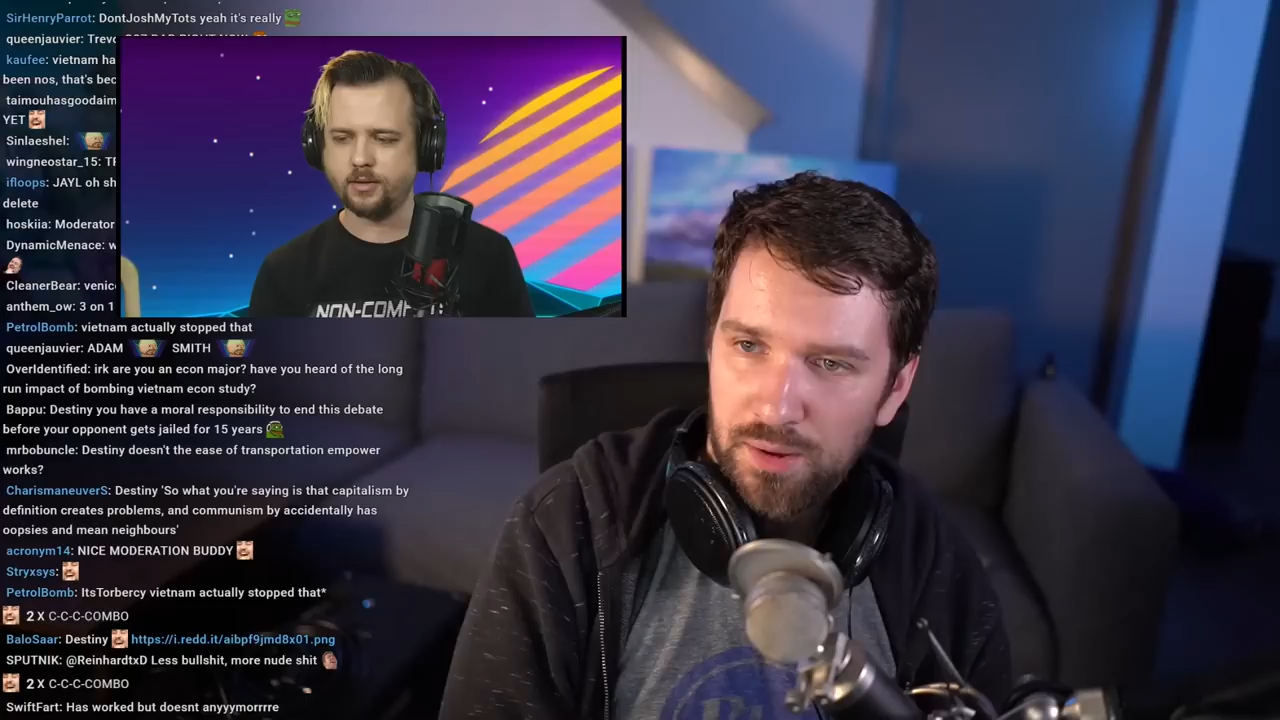 SirHenryParrot: DontJoshMyTots yeah it's really
queenjauvier: Trevo
kaufee: vietnam ha
been nos, that's bec
taimouhasgoodaim
YET
Sinlaeshel:
wingneostar_15:
ifloops: JAYL oh sh
delete
hoskiia: Moderator
DynamicMenace: w
CleanerBear: venic
anthem_ow: 3 on 1
PetrolBomb: vietnam actually stopped that
queenjauvier: ADAM SMITH
OverIdentified: irk are you an econ major? have you heard of the long
run impact of bombing vietnam econ study?
Bappu: Destiny you have a moral responsibility to end this debate
before your opponent gets jailed for 15 years
mrbobuncle: Destiny doesn't the ease of transportation empower
works?
CharismaneuverS: Destiny 'So what you're saying is that capitalism by
definition creates problems, and communism by accidentally has
oopsies and mean neighbours'
acronym14: NICE MODERATION BUDDY
Stryxsys:
PetrolBomb: ItsTorbercy vietnam actually stopped that*
2 X C-C-C-COMBO
BaloSaar: Destiny https://i.redd.it/aibpf9jmd8x01.png
SPUTNIK: @ReinhardtxD Less bullshit, more nude shit
2 X C-C-C-COMBO
SwiftFart: Has worked but doesnt anyyymorrrre